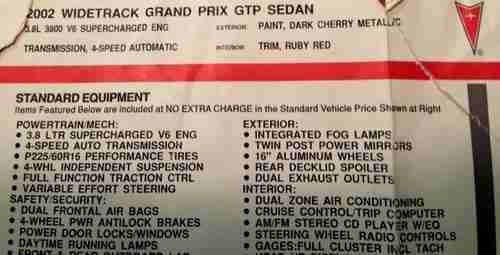 2002 WIDETRACK GRAND PRIX GTP SEDAN
3.8L 3800 V6 SUPERCHARGED ENG
EXTERIOR: PAINT, DARK CHERRY METALLIC
TRANSMISSION, 4-SPEED AUTOMATIC
INTERIOR: TRIM, RUBY RED
STANDARD EQUIPMENT
Items Featured Below are included at NO EXTRA CHARGE in the Standard Vehicle Price Shown at Right
POWERTRAIN/MECH:
• 3.8 LTR SUPERCHARGED V6 ENG
• 4-SPEED AUTO TRANSMISSION
• P225/60R16 PERFORMANCE TIRES
• 4-WHL INDEPENDENT SUSPENSION
• FULL FUNCTION TRACTION CTRL
• VARIABLE EFFORT STEERING
SAFETY/SECURITY:
• DUAL FRONTAL AIR BAGS
• 4-WHEEL PWR ANTILOCK BRAKES
• POWER DOOR LOCKS/WINDOWS
• DAYTIME RUNNING LAMPS
EXTERIOR:
• INTEGRATED FOG LAMPS
• TWIN POST POWER MIRRORS
• 16" ALUMINUM WHEELS
• REAR DECKLID SPOILER
• DUAL EXHAUST OUTLETS
INTERIOR:
• DUAL ZONE AIR CONDITIONING
• CRUISE CONTROL/TRIP COMPUTER
• AM/FM STEREO CD PLAYER W/EQ
• STEERING WHEEL RADIO CONTROLS
• GAGES:FULL CLUSTER INCL TACH